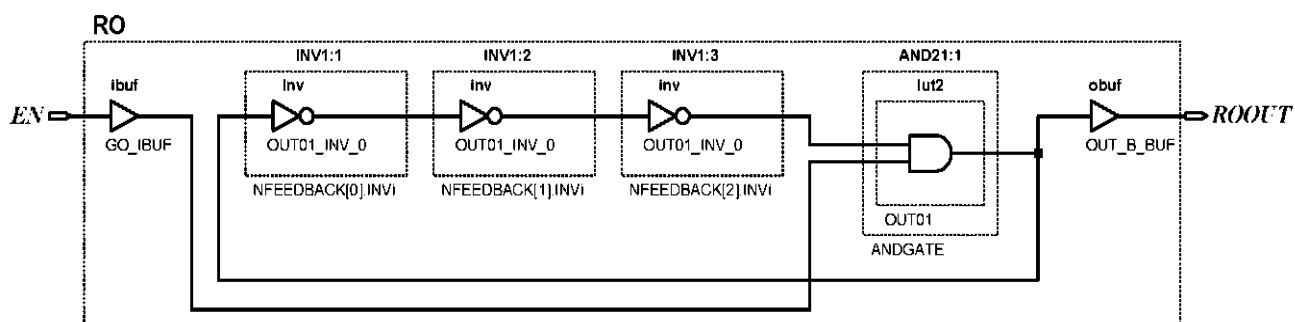 RO
INV1:1 INV1:2 INV1:3 AND21:1
ibuf inv inv inv lut2 obuf
EN ROOUT
GO_IBUF OUT01_INV_0 OUT01_INV_0 OUT01_INV_0 OUT_B_BUF
NFEEDBACK[0].INVi NFEEDBACK[1].INVi NFEEDBACK[2].INVi
OUT01
ANDGATE